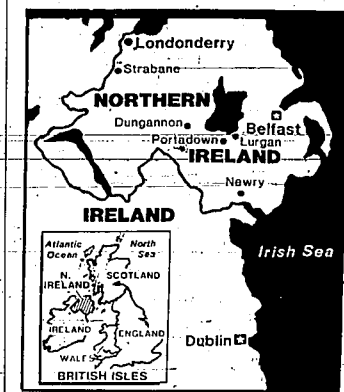 Londonderry
Strabane
NORTHERN
Dungannon
Belfast
Portadown
Lurgan
IRELAND
Newry
IRELAND
Irish Sea
Dublin
Atlantic
Ocean
North
Sea
N.
IRELAND
SCOTLAND
IRELAND
ENGLAND
WALES
BRITISH ISLES